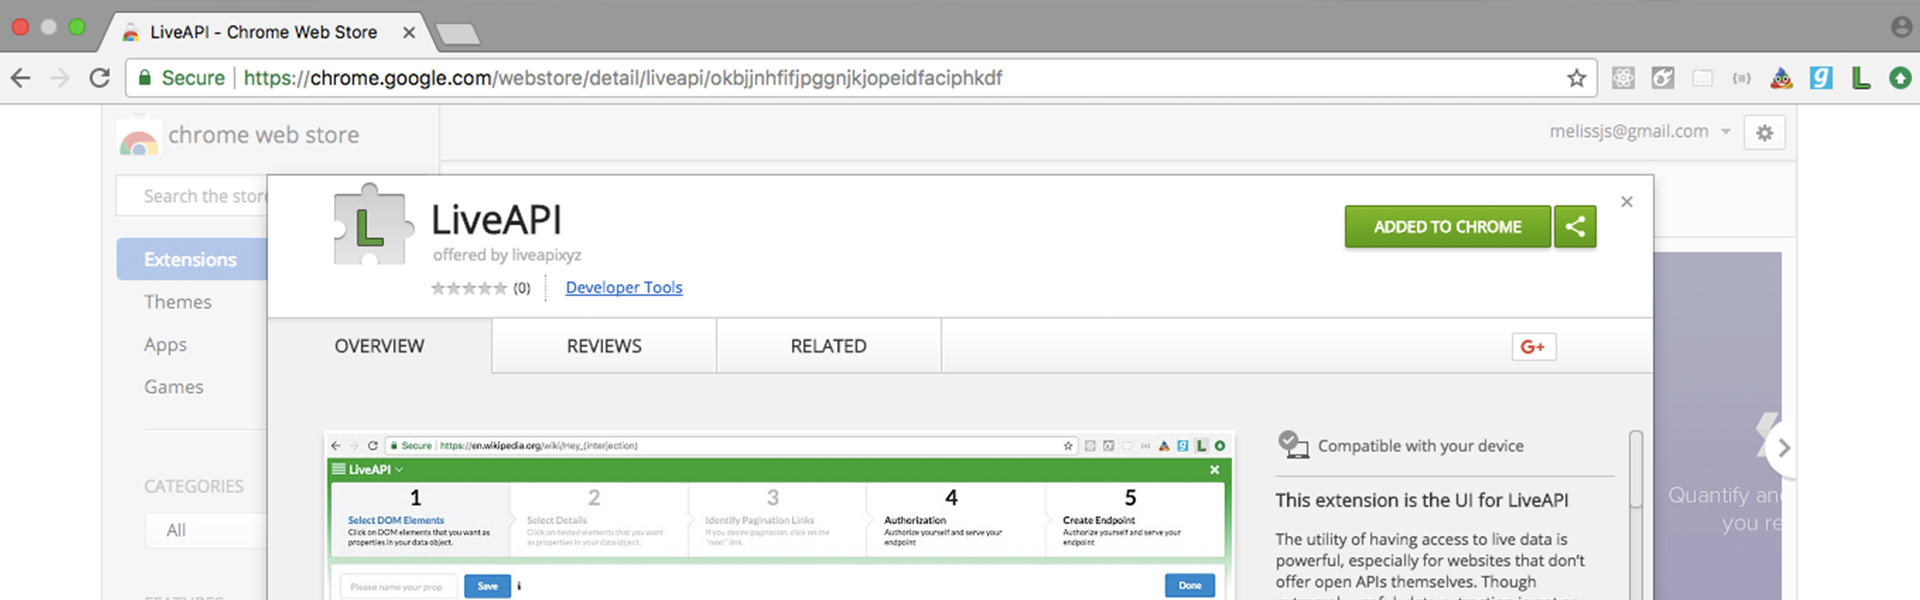 LiveAPI - Chrome Web Store
Secure https://chrome.google.com/webstore/detail/liveapi/okbjjnhfifjpggnjkjopeidfaciphkdf
chrome web store
melissjs@gmail.com
Search the store
LiveAPI
offered by liveapixyz
(0) Developer Tools
ADDED TO CHROME
Extensions
Themes
Apps
Games
CATEGORIES
All
OVERVIEW REVIEWS RELATED
G+
Secure https://en.wikipedia.org/wiki/Hey_(interjection)
LiveAPI
1 2 3 4 5
Select DOM Elements
Click on DOM elements that you want as
properties in your data object.
Select Details
Click on nested elements that you want
as properties in your data object.
Identify Pagination Links
If you desire pagination, click on the
"next" link.
Authorization
Authorize yourself and serve your
endpoint
Create Endpoint
Authorize yourself and serve your
endpoint
Please name your prop Save i Done
Compatible with your device
This extension is the UI for LiveAPI
The utility of having access to live data is
powerful, especially for websites that don't
offer open APIs themselves. Though
Quantify an
you re